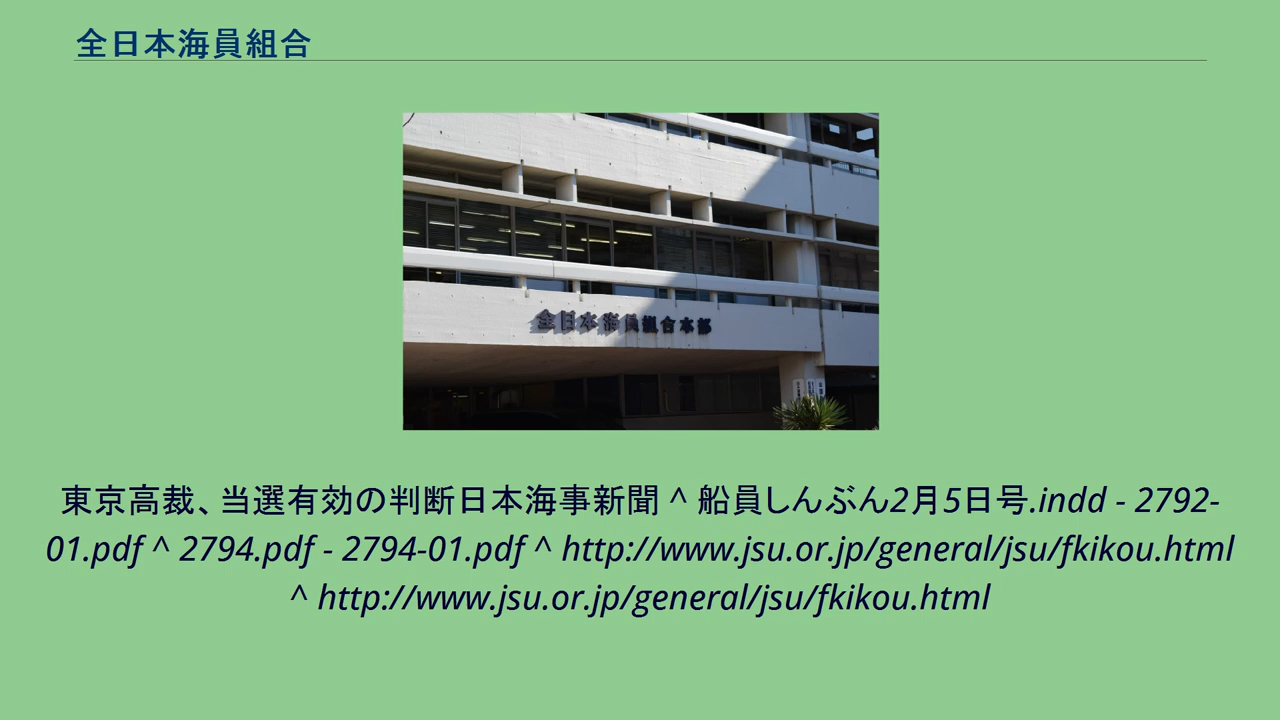 全日本海員組合
全日本海員組合本部
東京高裁、当選有効の判断日本海事新聞 ^ 船員しんぶん2月5日号.indd - 2792-
01.pdf ^ 2794.pdf - 2794-01.pdf ^ http://www.jsu.or.jp/general/jsu/fkikou.html
^ http://www.jsu.or.jp/general/jsu/fkikou.html